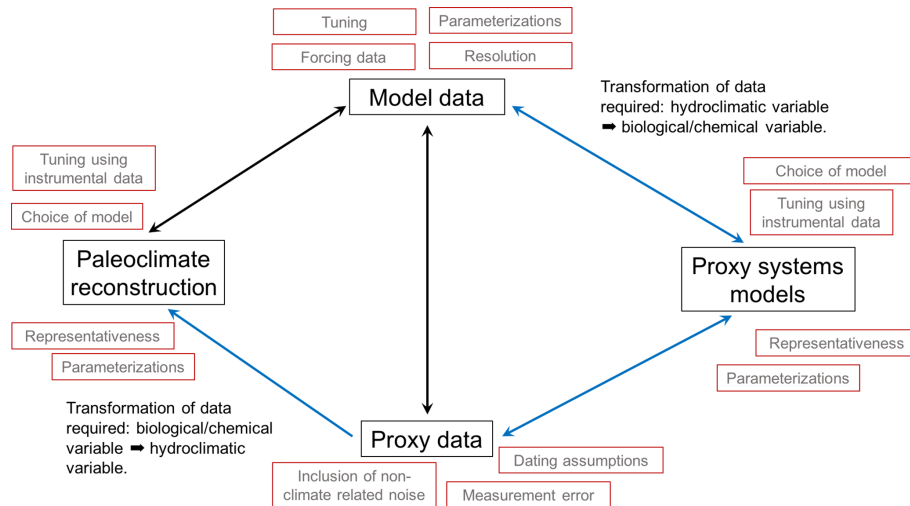 Tuning
Parameterizations
Forcing data
Resolution
Model data
Transformation of data
required: hydroclimatic variable
➡ biological/chemical variable.
Tuning using
instrumental data
Choice of model
Choice of model
Tuning using
instrumental data
Paleoclimate
reconstruction
Proxy systems
models
Representativeness
Parameterizations
Representativeness
Parameterizations
Transformation of data
required: biological/chemical
variable ➡ hydroclimatic
variable.
Proxy data
Dating assumptions
Inclusion of non-
climate related noise
Measurement error